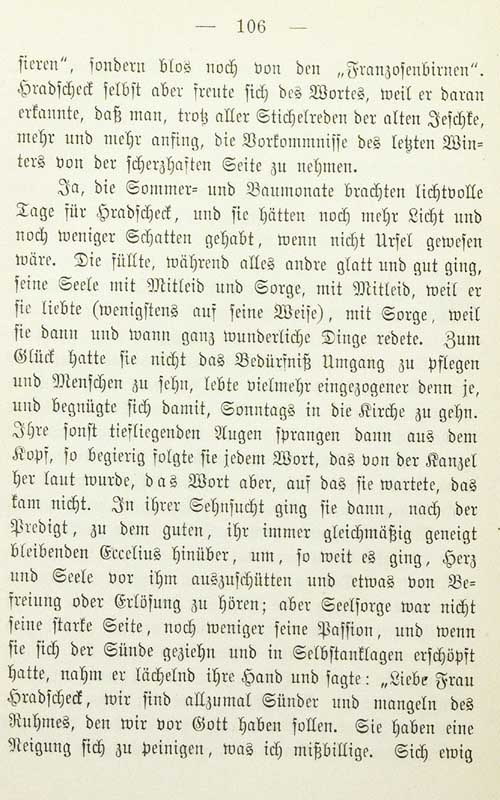 — 106 —
sieren“, sondern blos noch von den „Franzosenbirnen“.
Hradscheck selbst aber freute sich des Wortes, weil er daran
erkannte, daß man, trotz aller Stichelreden der alten Jeschke,
mehr und mehr anfing, die Vorkommnisse des letzten Win-
ters von der scherzhaften Seite zu nehmen.
Ja, die Sommer- und Baumonate brachten lichtvolle
Tage für Hradscheck, und sie hätten noch mehr Licht und
noch weniger Schatten gehabt, wenn nicht Ursel gewesen
wäre. Die füllte, während alles andre glatt und gut ging,
seine Seele mit Mitleid und Sorge, mit Mitleid, weil er
sie liebte (wenigstens auf seine Weise), mit Sorge, weil
sie dann und wann ganz wunderliche Dinge redete. Zum
Glück hatte sie nicht das Bedürfniß Umgang zu pflegen
und Menschen zu sehn, lebte vielmehr eingezogener denn je,
und begnügte sich damit, Sonntags in die Kirche zu gehn.
Ihre sonst tiefliegenden Augen sprangen dann aus dem
Kopf, so begierig folgte sie jedem Wort, das von der Kanzel
her laut wurde, das Wort aber, auf das sie wartete, das
kam nicht. In ihrer Sehnsucht ging sie dann, nach der
Predigt, zu dem guten, ihr immer gleichmäßig geneigt
bleibenden Eccelius hinüber, um, so weit es ging, Herz
und Seele vor ihm auszuschütten und etwas von Be-
freiung oder Erlösung zu hören; aber Seelsorge war nicht
seine starke Seite, noch weniger seine Passion, und wenn
sie sich der Sünde geziehn und in Selbstanklagen erschöpft
hatte, nahm er lächelnd ihre Hand und sagte: „Liebe Frau
Hradscheck, wir sind allzumal Sünder und mangeln des
Ruhmes, den wir vor Gott haben sollen. Sie haben eine
Neigung sich zu peinigen, was ich mißbillige. Sich ewig